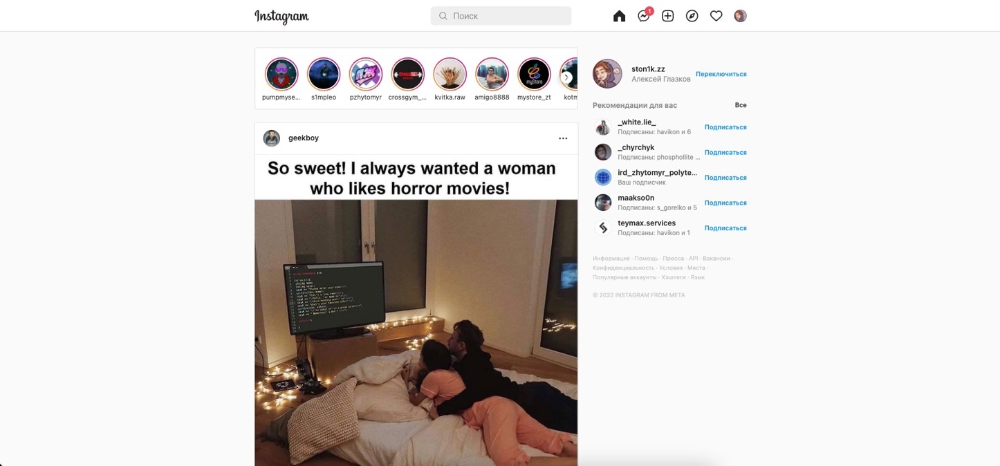 Instagram
Поиск
1
pumpmyse...
s1mpleo
pzhytomyr
crossgym_...
kvitka.raw
amigo8888
mystore_zt
kotm
myStore
ston1k.zz
Алексей Глазков
Переключиться
Рекомендации для вас
Все
_white.lie_
Подписаны: havikon и 6
Подписаться
_chyrchyk
Подписаны: phosphollite ...
Подписаться
ird_zhytomyr_polyte...
Ваш подписчик
Подписаться
maakso0n
Подписаны: s_gorelko и 5
Подписаться
teymax.services
Подписаны: havikon и 1
Подписаться
Информация · Помощь · Пресса · API · Вакансии ·
Конфиденциальность · Условия · Места ·
Популярные аккаунты · Хэштеги · Язык
© 2022 INSTAGRAM FROM META
geekboy
So sweet! I always wanted a woman
who likes horror movies!